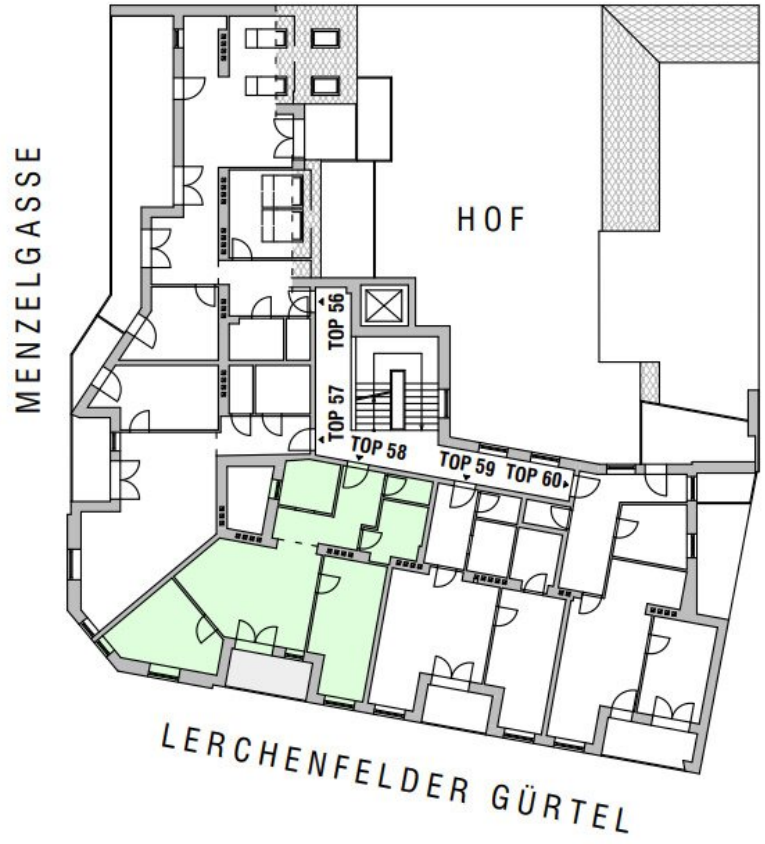 MENZELGASSE
HOF
TOP 56
TOP 57
TOP 58
TOP 59
TOP 60
LERCHENFELDER GÜRTEL